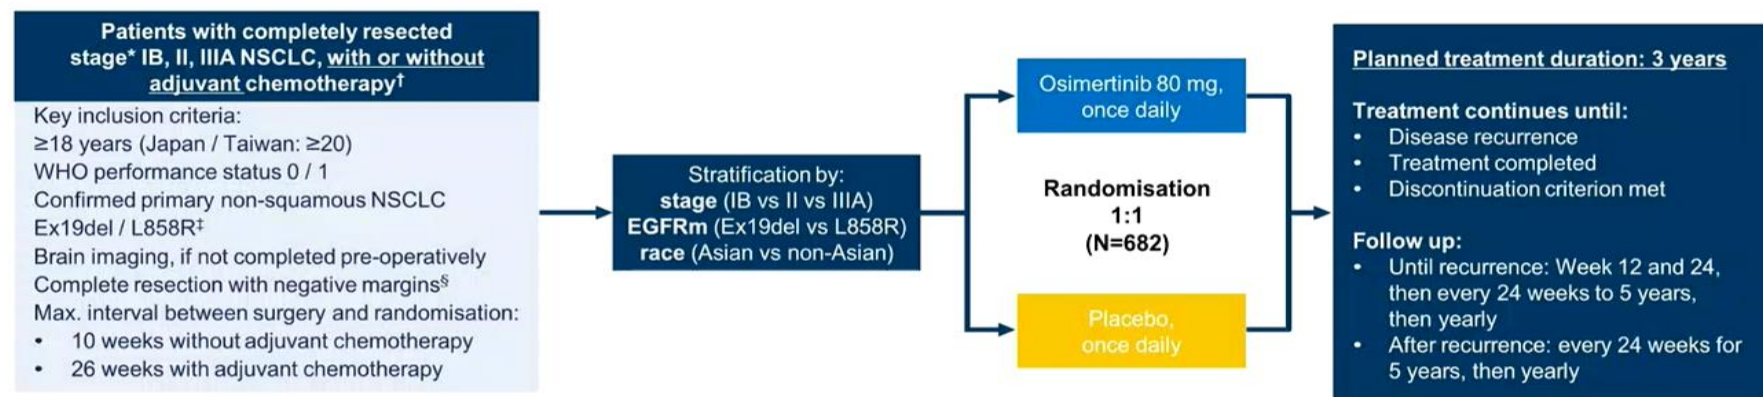 Patients with completely resected
stage* IB, II, IIIA NSCLC, with or without
adjuvant chemotherapy†
Key inclusion criteria:
≥18 years (Japan / Taiwan: ≥20)
WHO performance status 0 / 1
Confirmed primary non-squamous NSCLC
Ex19del / L858R‡
Brain imaging, if not completed pre-operatively
Complete resection with negative margins§
Max. interval between surgery and randomisation:
• 10 weeks without adjuvant chemotherapy
• 26 weeks with adjuvant chemotherapy
Stratification by:
stage (IB vs II vs IIIA)
EGFRm (Ex19del vs L858R)
race (Asian vs non-Asian)
Osimertinib 80 mg,
once daily
Randomisation
1:1
(N=682)
Placebo,
once daily
Planned treatment duration: 3 years
Treatment continues until:
• Disease recurrence
• Treatment completed
• Discontinuation criterion met
Follow up:
• Until recurrence: Week 12 and 24,
then every 24 weeks to 5 years,
then yearly
• After recurrence: every 24 weeks for
5 years, then yearly